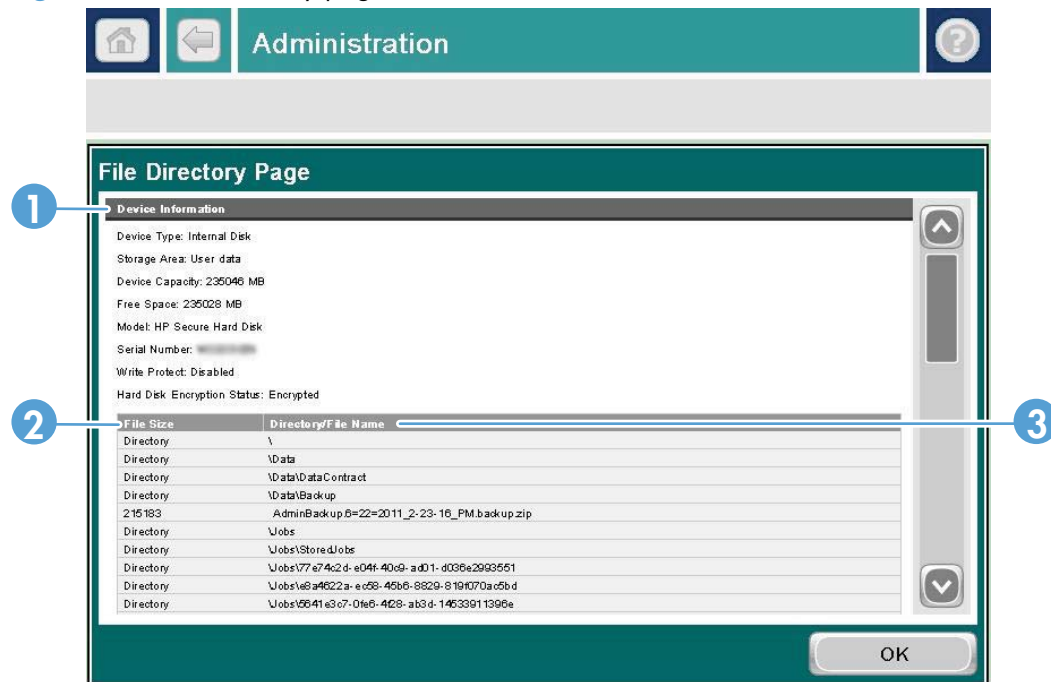 Administration
File Directory Page
1
Device Information
Device Type: Internal Disk
Storage Area: User data
Device Capacity: 235046 MB
Free Space: 235028 MB
Model: HP Secure Hard Disk
Serial Number:
Write Protect: Disabled
Hard Disk Encryption Status: Encrypted
2
File Size Directory/File Name
3
Directory \
Directory \Data
Directory \Data\DataContract
Directory \Data\Backup
215183 AdminBackup.6=22=2011_2-23-16_PM.backup.zip
Directory \Jobs
Directory \Jobs\StoredJobs
Directory \Jobs\77e74c2d-e04f-40c9-ad01-d036e2993551
Directory \Jobs\e8a4622a-ec58-45b6-8829-819f070ac5bd
Directory \Jobs\5641e3c7-0fe6-4f28-ab3d-14533911396e
OK